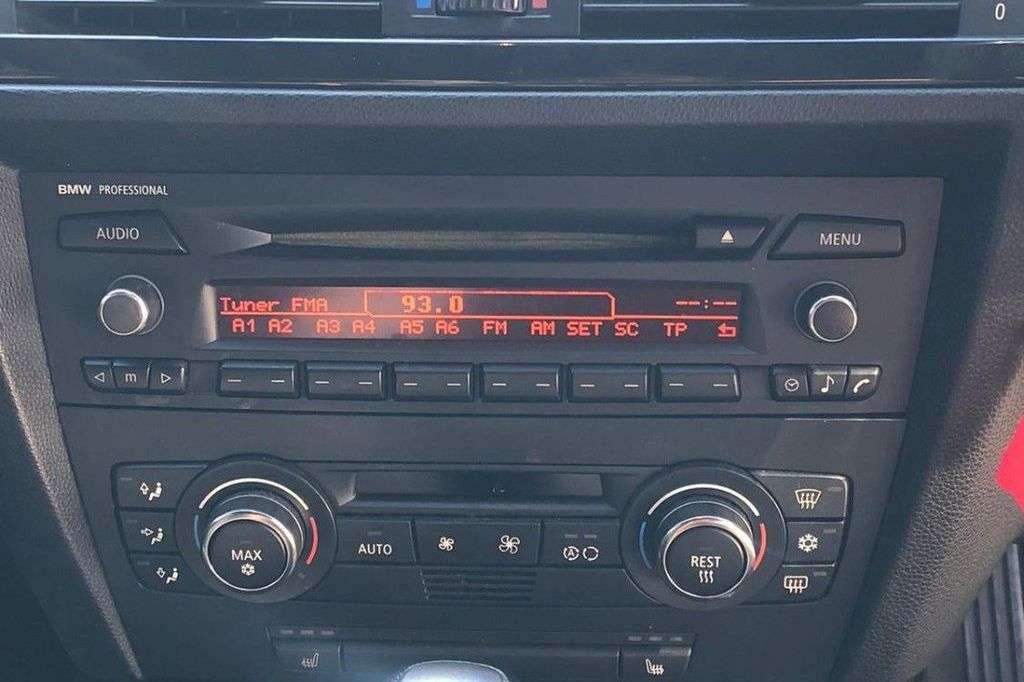 0
BMW PROFESSIONAL
AUDIO
MENU
Tuner FMA 93.0 --:--
A1 A2 A3 A4 A5 A6 FM AM SET SC TP
m
MAX
AUTO
A
REST